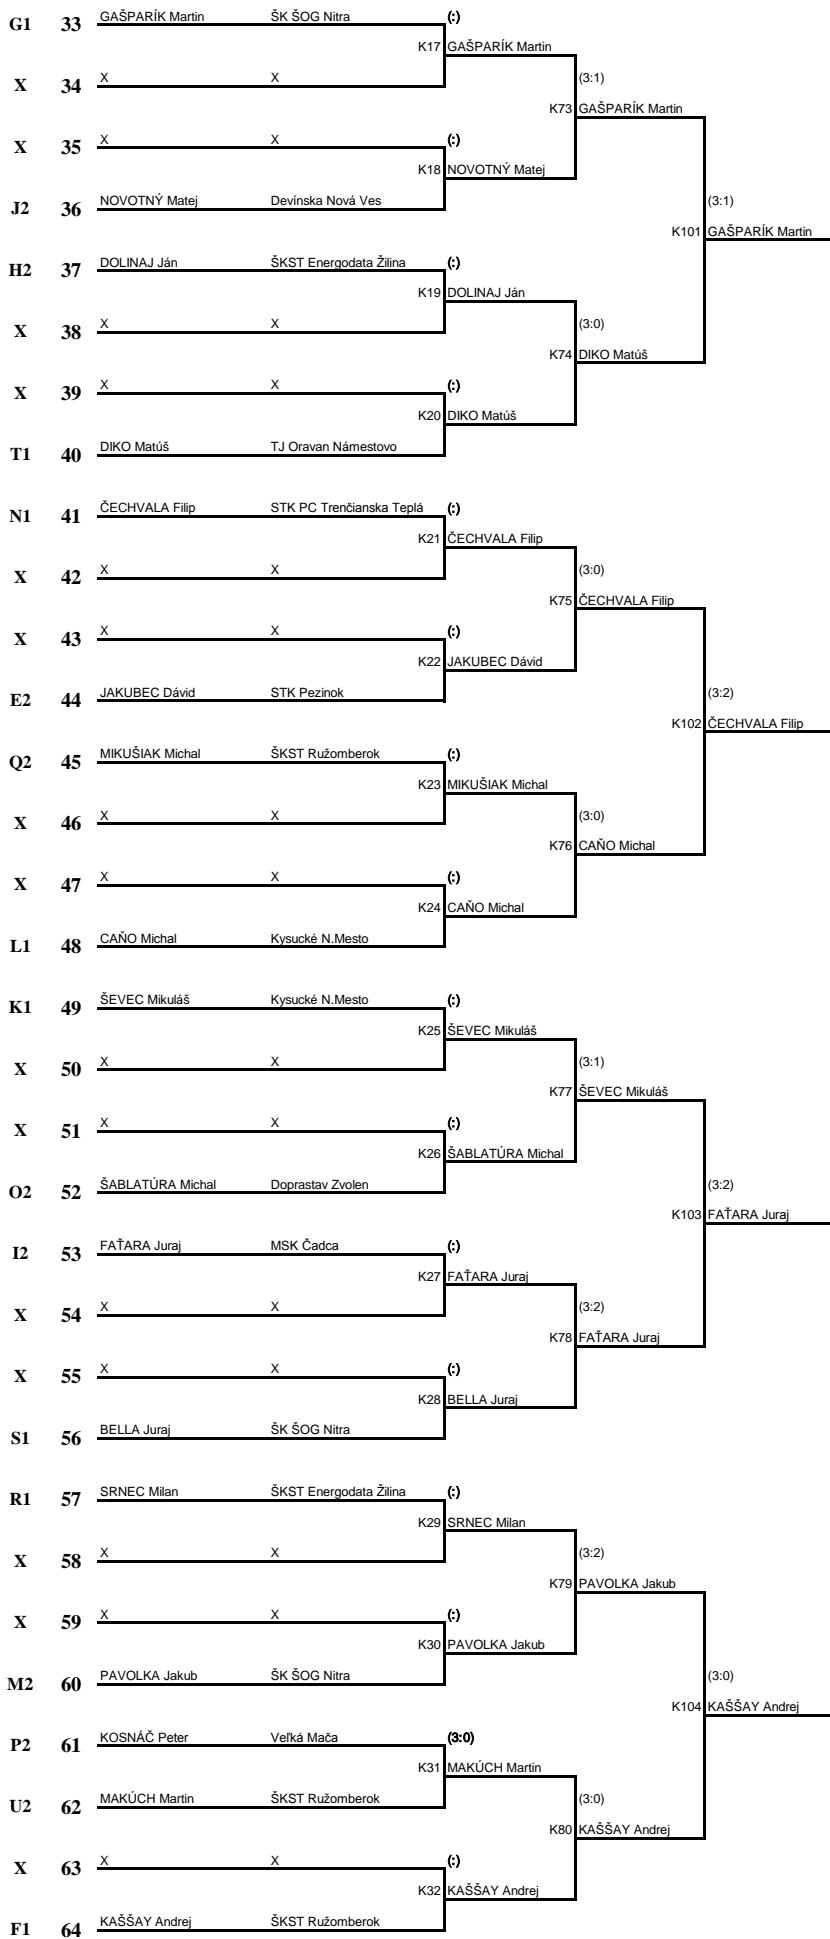 G1 33 GAŠPARÍK Martin ŠK ŠOG Nitra (:)
K17 GAŠPARÍK Martin
X 34 X X (3:1)
K73 GAŠPARÍK Martin
X 35 X X (:)
K18 NOVOTNÝ Matej
J2 36 NOVOTNÝ Matej Devínska Nová Ves (3:1)
K101 GAŠPARÍK Martin
H2 37 DOLINAJ Ján ŠKST Energodata Žilina (:)
K19 DOLINAJ Ján
X 38 X X (3:0)
K74 DIKO Matúš
X 39 X X (:)
K20 DIKO Matúš
T1 40 DIKO Matúš TJ Oravan Námestovo
N1 41 ČECHVALA Filip STK PC Trenčianska Teplá (:)
K21 ČECHVALA Filip
X 42 X X (3:0)
K75 ČECHVALA Filip
X 43 X X (:)
K22 JAKUBEC Dávid
E2 44 JAKUBEC Dávid STK Pezinok (3:2)
K102 ČECHVALA Filip
Q2 45 MIKUŠIAK Michal ŠKST Ružomberok (:)
K23 MIKUŠIAK Michal
X 46 X X (3:0)
K76 CAŇO Michal
X 47 X X (:)
K24 CAŇO Michal
L1 48 CAŇO Michal Kysucké N.Mesto
K1 49 ŠEVEC Mikuláš Kysucké N.Mesto (:)
K25 ŠEVEC Mikuláš
X 50 X X (3:1)
K77 ŠEVEC Mikuláš
X 51 X X (:)
K26 ŠABLATÚRA Michal
O2 52 ŠABLATÚRA Michal Doprastav Zvolen (3:2)
K103 FAŤARA Juraj
I2 53 FAŤARA Juraj MSK Čadca (:)
K27 FAŤARA Juraj
X 54 X X (3:2)
K78 FAŤARA Juraj
X 55 X X (:)
K28 BELLA Juraj
S1 56 BELLA Juraj ŠK ŠOG Nitra
R1 57 SRNEC Milan ŠKST Energodata Žilina (:)
K29 SRNEC Milan
X 58 X X (3:2)
K79 PAVOLKA Jakub
X 59 X X (:)
K30 PAVOLKA Jakub
M2 60 PAVOLKA Jakub ŠK ŠOG Nitra (3:0)
K104 KAŠŠAY Andrej
P2 61 KOSNÁČ Peter Veľká Mača (3:0)
K31 MAKÚCH Martin
U2 62 MAKÚCH Martin ŠKST Ružomberok (3:0)
K80 KAŠŠAY Andrej
X 63 X X (:)
K32 KAŠŠAY Andrej
F1 64 KAŠŠAY Andrej ŠKST Ružomberok